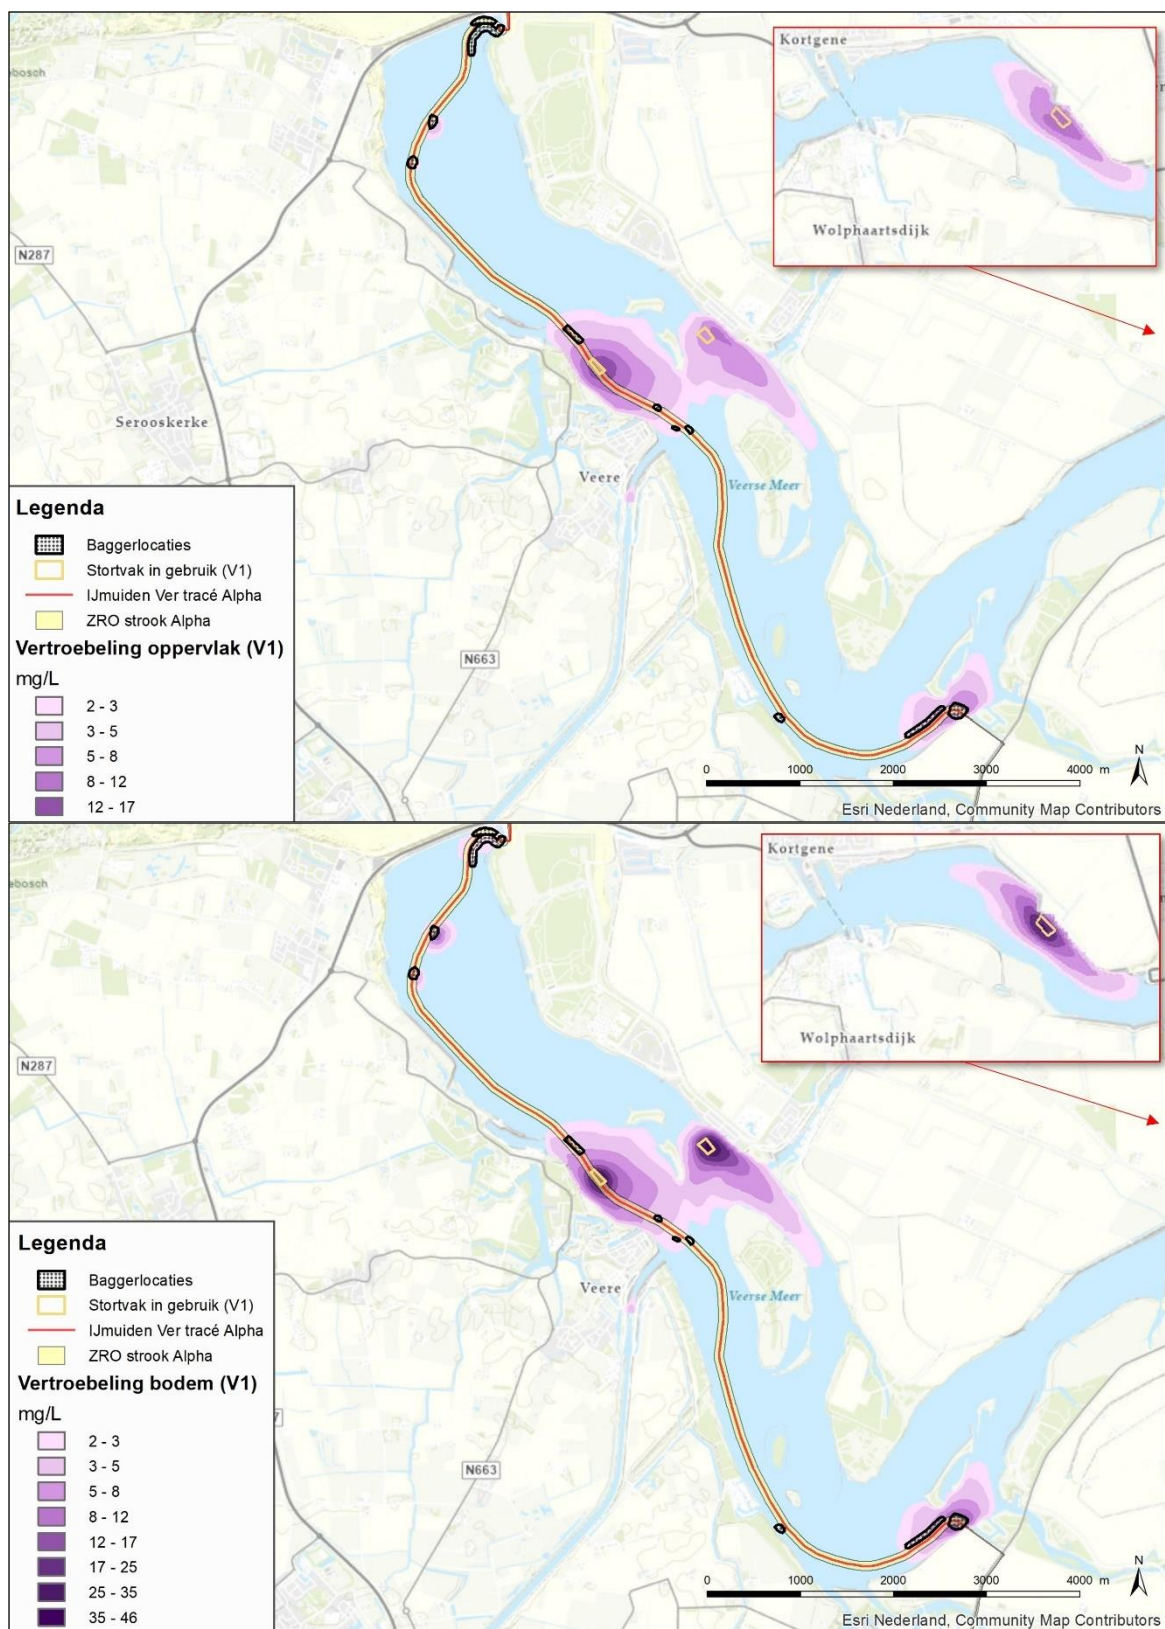 Kortgene
ebosch
Wolphaartsdijk
N287
Serooskerke
Veere
Veerse Meer
N663
Legenda
Baggerlocaties
Stortvak in gebruik (V1)
IJmuiden Ver tracé Alpha
ZRO strook Alpha
Vertroebeling oppervlak (V1)
mg/L
2 - 3
3 - 5
5 - 8
8 - 12
12 - 17
N
0 1000 2000 3000 4000 m
Esri Nederland, Community Map Contributors
Kortgene
ebosch
Wolphaartsdijk
N287
Veere
Veerse Meer
N663
Legenda
Baggerlocaties
Stortvak in gebruik (V1)
IJmuiden Ver tracé Alpha
ZRO strook Alpha
Vertroebeling bodem (V1)
mg/L
2 - 3
3 - 5
5 - 8
8 - 12
12 - 17
17 - 25
25 - 35
35 - 46
N
0 1000 2000 3000 4000 m
Esri Nederland, Community Map Contributors